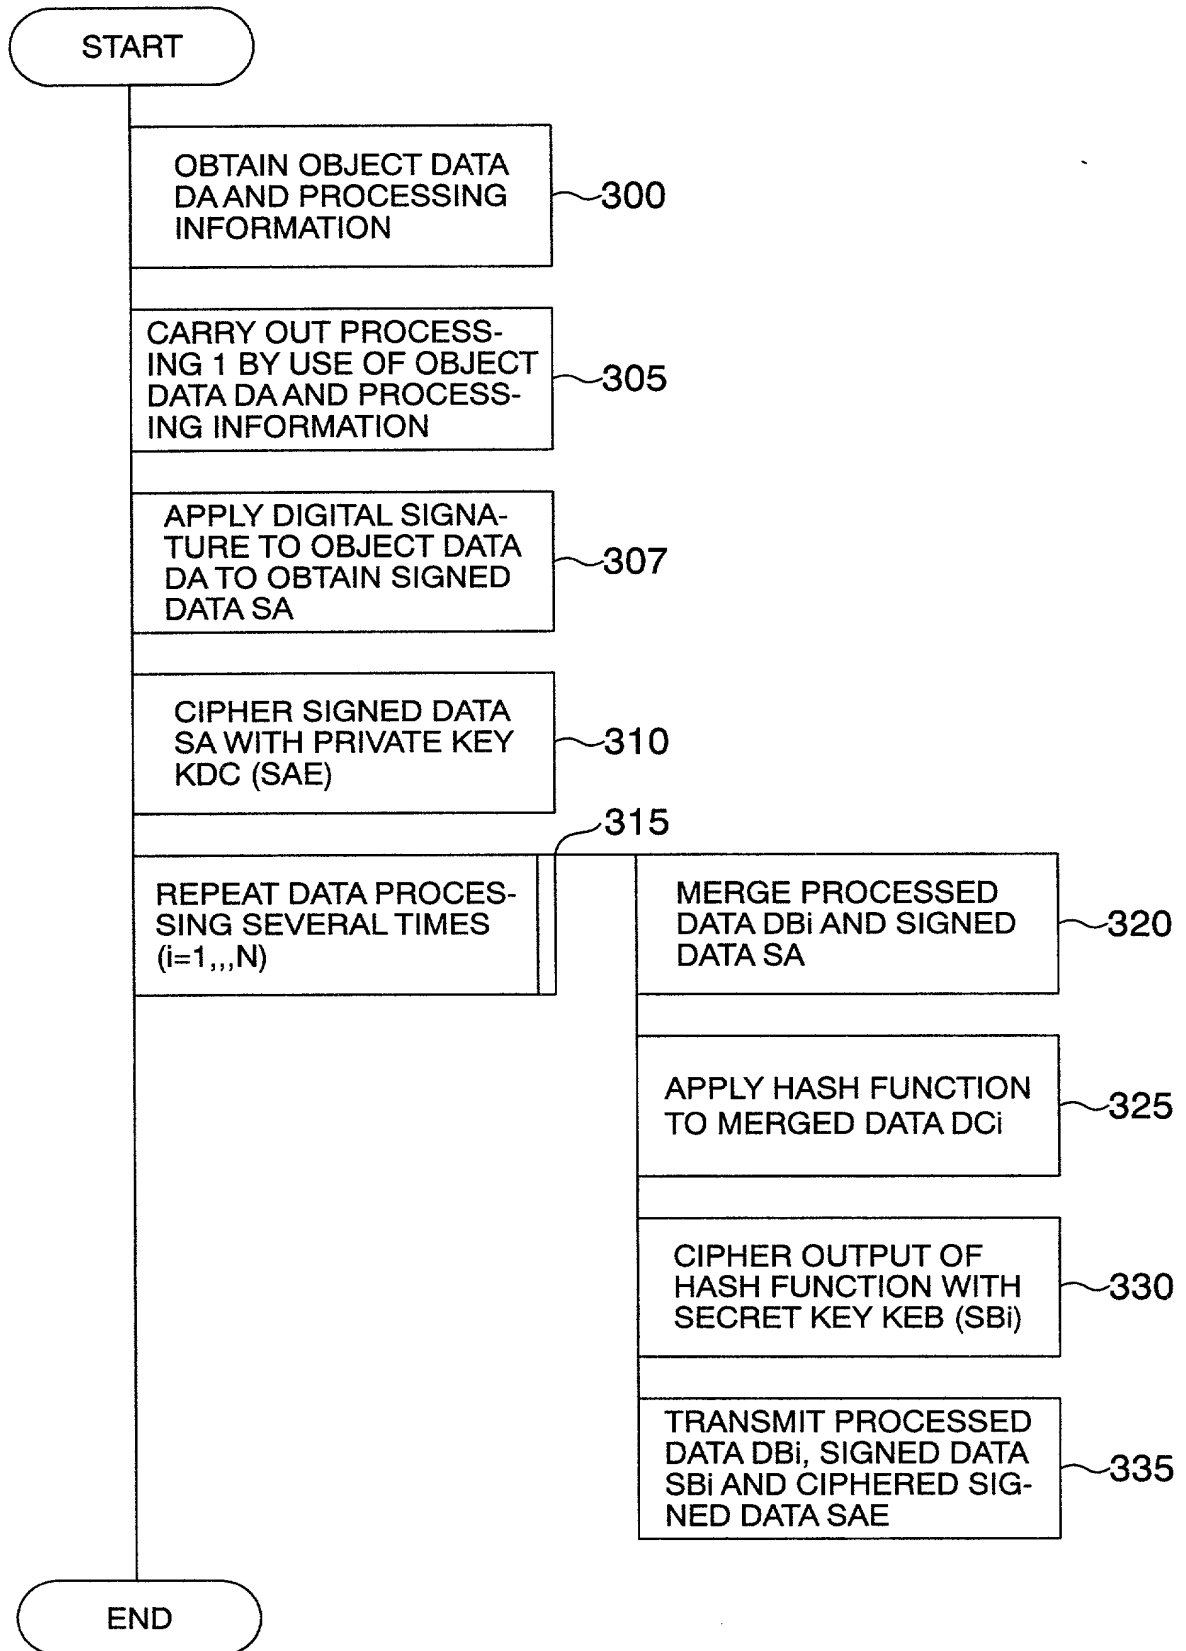 START
OBTAIN OBJECT DATA
DA AND PROCESSING
INFORMATION
300
CARRY OUT PROCESS-
ING 1 BY USE OF OBJECT
DATA DA AND PROCESS-
ING INFORMATION
305
APPLY DIGITAL SIGNA-
TURE TO OBJECT DATA
DA TO OBTAIN SIGNED
DATA SA
307
CIPHER SIGNED DATA
SA WITH PRIVATE KEY
KDC (SAE)
310
315
REPEAT DATA PROCES-
SING SEVERAL TIMES
(i=1,,,N)
MERGE PROCESSED
DATA DBi AND SIGNED
DATA SA
320
APPLY HASH FUNCTION
TO MERGED DATA DCi
325
CIPHER OUTPUT OF
HASH FUNCTION WITH
SECRET KEY KEB (SBi)
330
TRANSMIT PROCESSED
DATA DBi, SIGNED DATA
SBi AND CIPHERED SIG-
NED DATA SAE
335
END